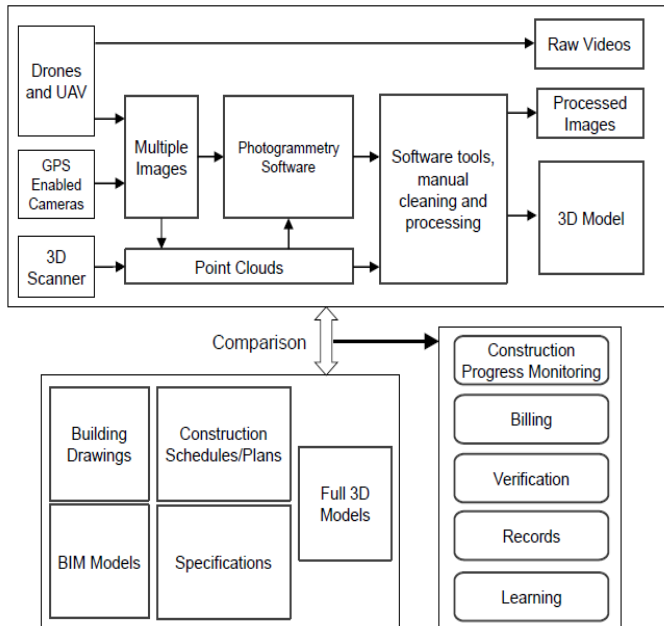 Drones
and UAV
Raw Videos
Processed
Images
GPS
Enabled
Cameras
Multiple
Images
Photogrammetry
Software
Software tools,
manual
cleaning and
processing
3D Model
3D
Scanner
Point Clouds
Comparison
Building
Drawings
Construction
Schedules/Plans
Full 3D
Models
BIM Models
Specifications
Construction
Progress Monitoring
Billing
Verification
Records
Learning